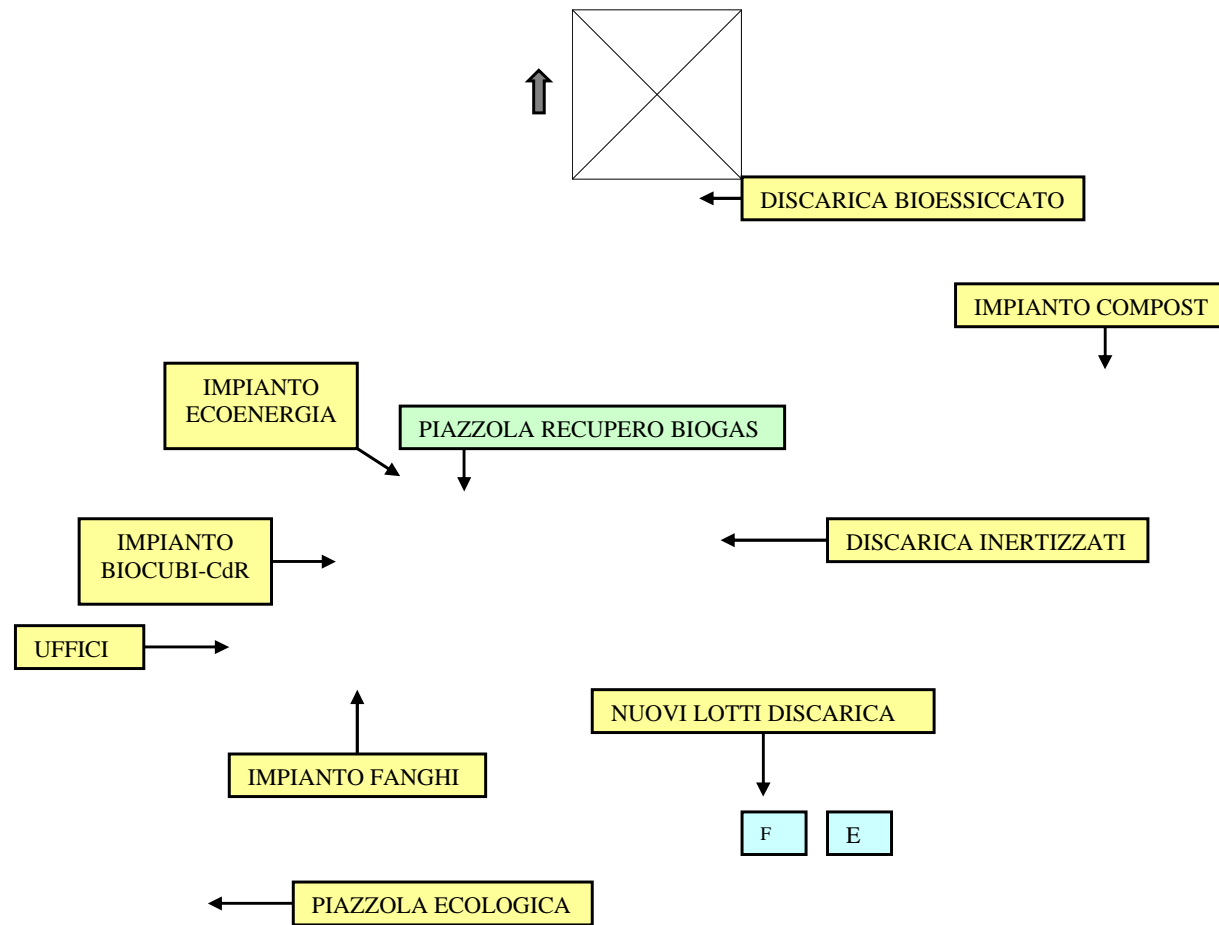 DISCARICA BIOESSICCATO
IMPIANTO COMPOST
IMPIANTO
ECOENERGIA
PIAZZOLA RECUPERO BIOGAS
IMPIANTO
BIOCUBI-CdR
DISCARICA INERTIZZATI
UFFICI
NUOVI LOTTI DISCARICA
IMPIANTO FANGHI
F
E
PIAZZOLA ECOLOGICA